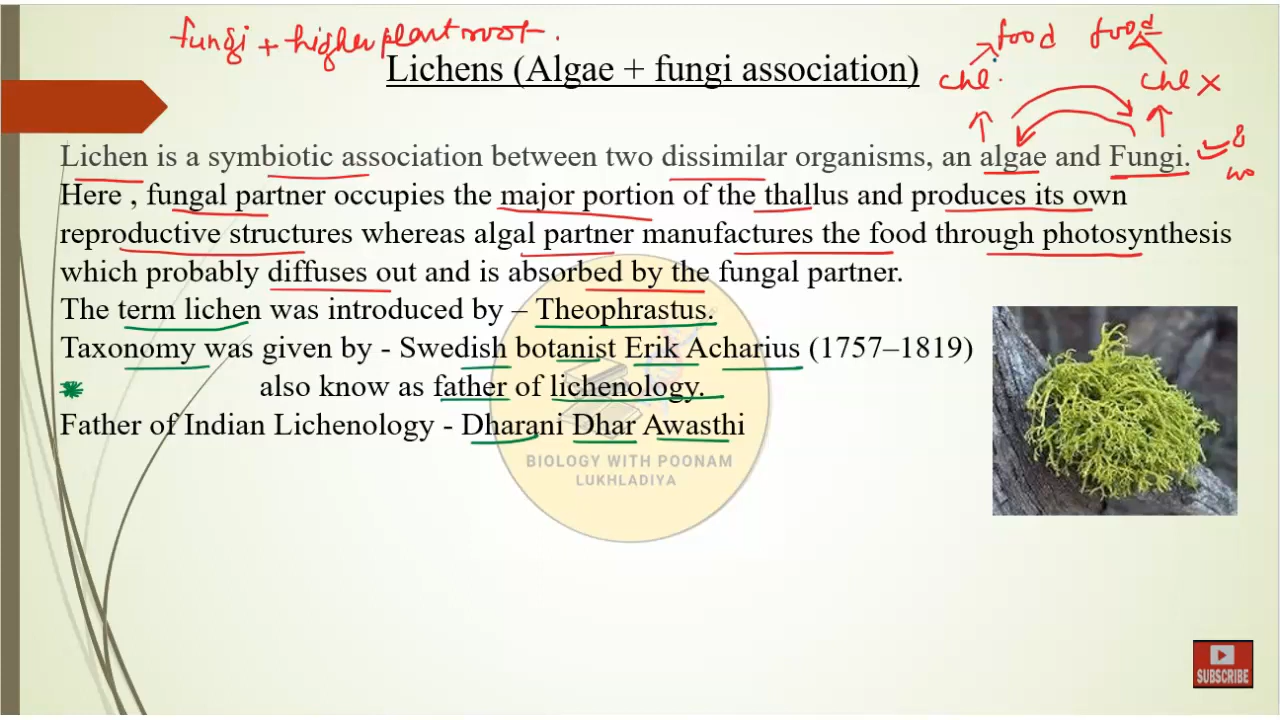 fungi + higher plant root.
food food
Lichens (Algae + fungi association)
chl. chl x
Lichen is a symbiotic association between two dissimilar organisms, an algae and Fungi.
Here , fungal partner occupies the major portion of the thallus and produces its own
reproductive structures whereas algal partner manufactures the food through photosynthesis
which probably diffuses out and is absorbed by the fungal partner.
The term lichen was introduced by – Theophrastus.
Taxonomy was given by - Swedish botanist Erik Acharius (1757–1819)
also know as father of lichenology.
Father of Indian Lichenology - Dharani Dhar Awasthi
BIOLOGY WITH POONAM
LUKHLADIYA
SUBSCRIBE